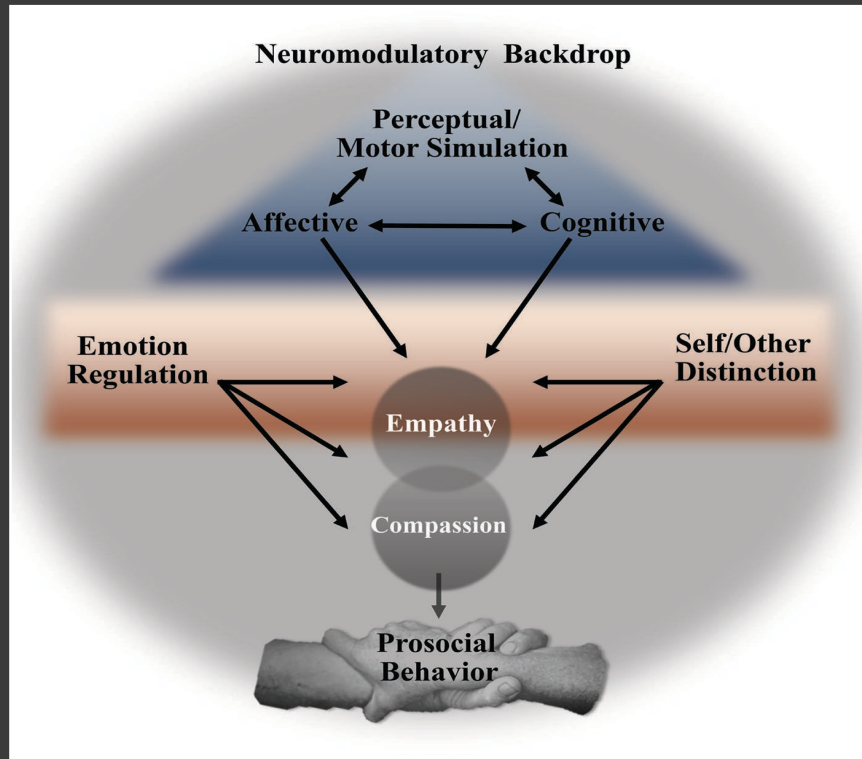 Neuromodulatory Backdrop
Perceptual/
Motor Simulation
Affective
Cognitive
Emotion
Regulation
Self/Other
Distinction
Empathy
Compassion
Prosocial
Behavior